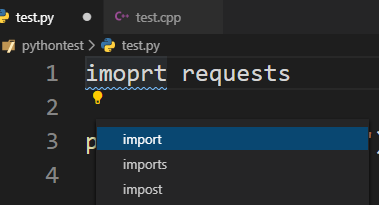 test.py test.cpp
pythontest > test.py
1 imoprt requests
2
3 p
4
import
imports
impost